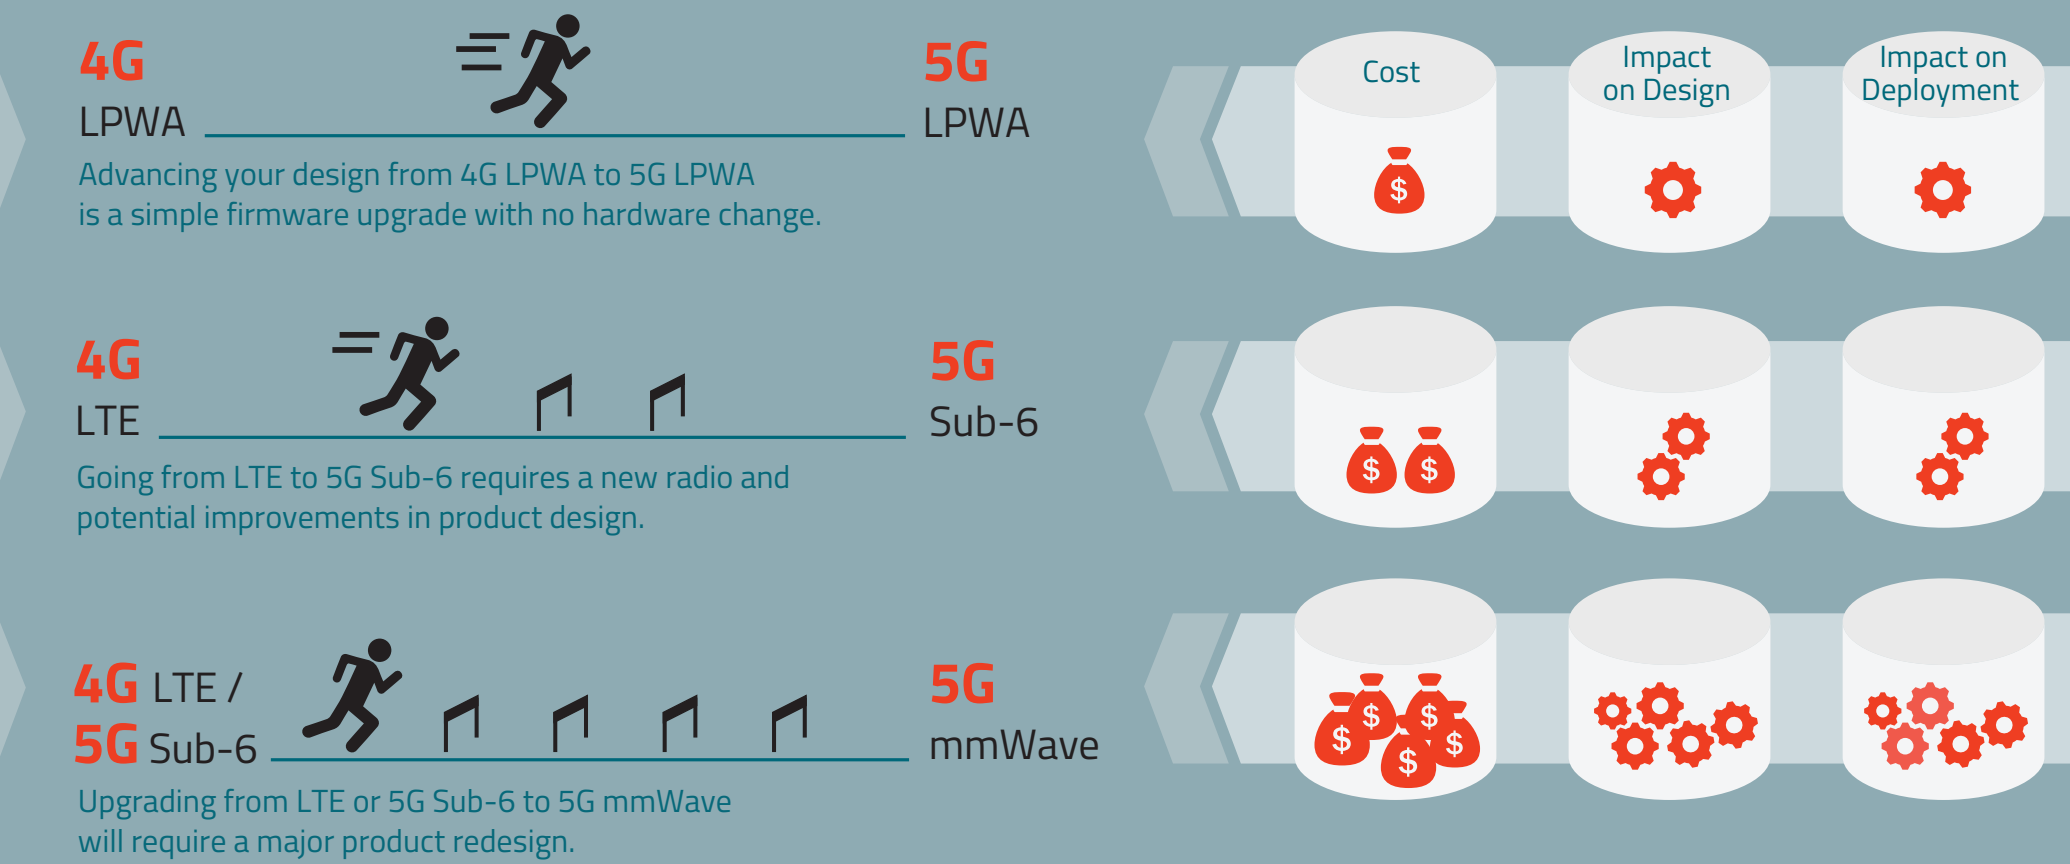 4G
LPWA
5G
LPWA
Advancing your design from 4G LPWA to 5G LPWA
is a simple firmware upgrade with no hardware change.
Cost
Impact
on Design
Impact on
Deployment
$
4G
LTE
5G
Sub-6
Going from LTE to 5G Sub-6 requires a new radio and
potential improvements in product design.
$ $
4G LTE /
5G Sub-6
5G
mmWave
Upgrading from LTE or 5G Sub-6 to 5G mmWave
will require a major product redesign.
$ $ $ $ $